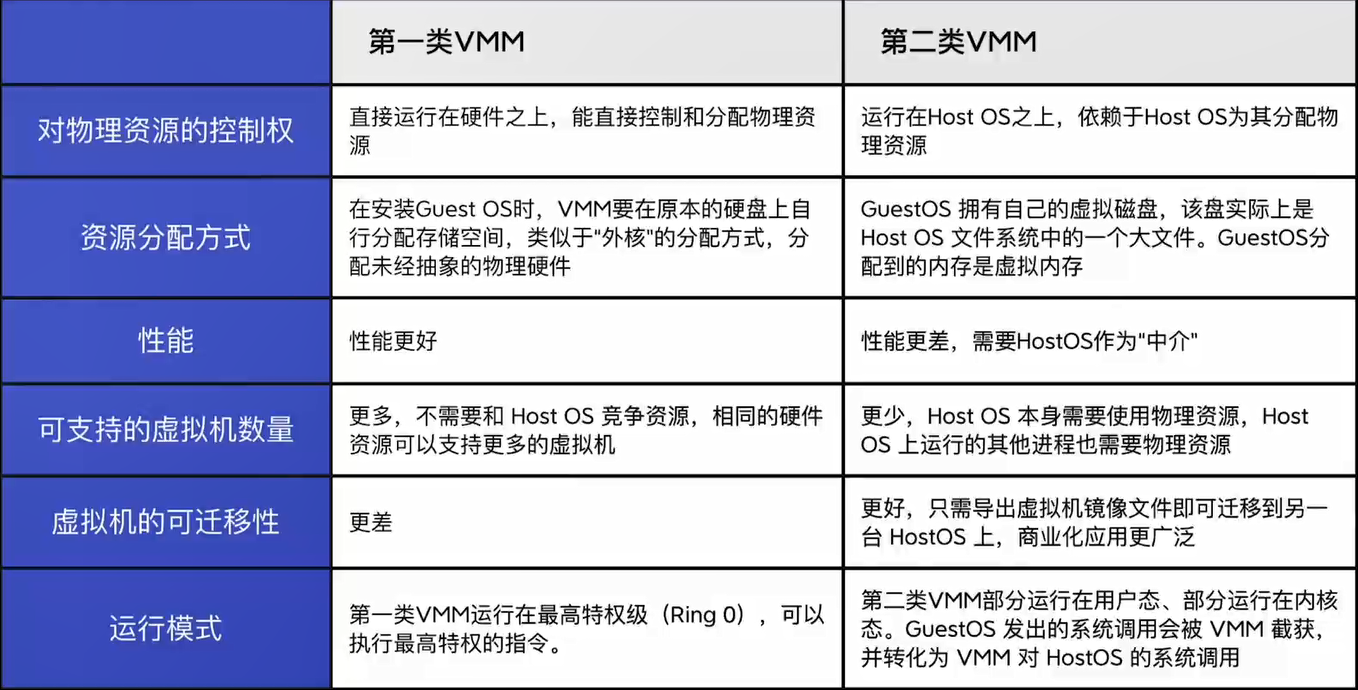 第一类VMM
第二类VMM
对物理资源的控制权
直接运行在硬件之上，能直接控制和分配物理资
源
运行在Host OS之上，依赖于Host OS为其分配物
理资源
资源分配方式
在安装Guest OS时，VMM要在原本的硬盘上自
行分配存储空间，类似于“外核”的分配方式，分
配未经抽象的物理硬件
GuestOS 拥有自己的虚拟磁盘，该盘实际上是
Host OS 文件系统中的一个大文件。GuestOS分
配到的内存是虚拟内存
性能
性能更好
性能更差，需要HostOS作为"中介"
可支持的虚拟机数量
更多，不需要和 Host OS 竞争资源，相同的硬件
资源可以支持更多的虚拟机
更少，Host OS 本身需要使用物理资源，Host
OS 上运行的其他进程也需要物理资源
虚拟机的可迁移性
更差
更好，只需导出虚拟机镜像文件即可迁移到另一
台 HostOS 上，商业化应用更广泛
运行模式
第一类VMM运行在最高特权级（Ring 0），可以
执行最高特权的指令。
第二类VMM部分运行在用户态、部分运行在内核
态。GuestOS 发出的系统调用会被 VMM 截获，
并转化为 VMM 对 HostOS 的系统调用